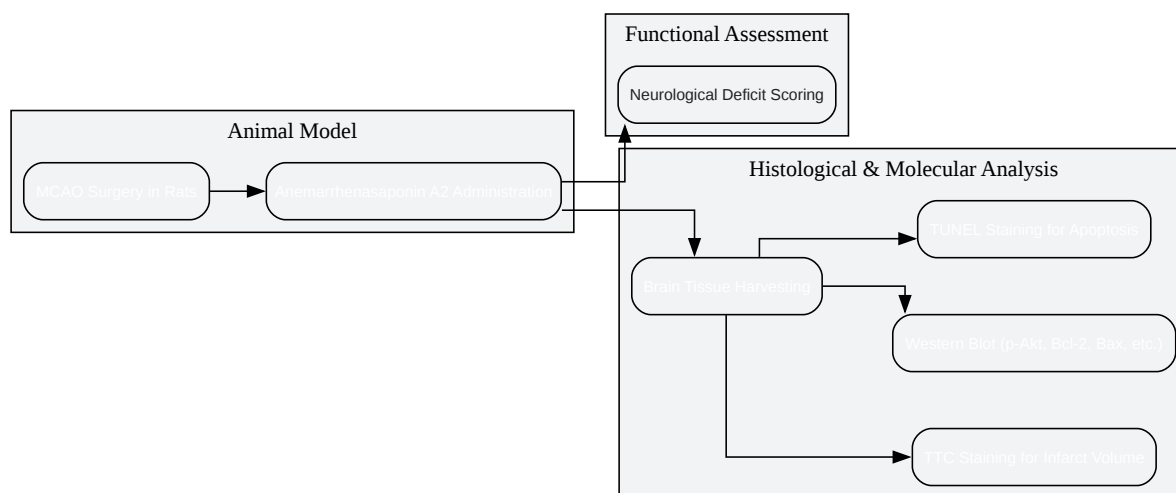 Functional Assessment
Neurological Deficit Scoring
Animal Model
MCAO Surgery in Rats
Anemarrhenasaponin A2 Administration
Histological & Molecular Analysis
TUNEL Staining for Apoptosis
Brain Tissue Harvesting
Western Blot (p-Akt, Bcl-2, Bax, etc.)
TTC Staining for Infarct Volume